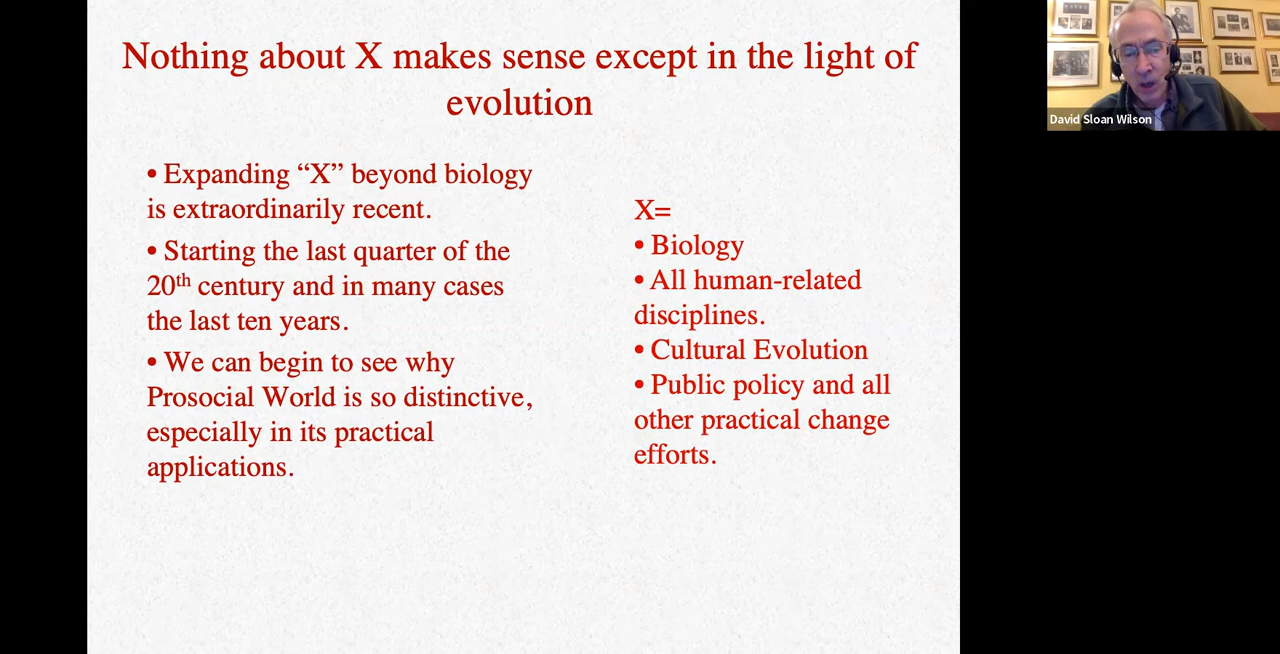 Nothing about X makes sense except in the light of
evolution
• Expanding “X” beyond biology
is extraordinarily recent.
• Starting the last quarter of the
20th century and in many cases
the last ten years.
• We can begin to see why
Prosocial World is so distinctive,
especially in its practical
applications.
X=
• Biology
• All human-related
disciplines.
• Cultural Evolution
• Public policy and all
other practical change
efforts.
David Sloan Wilson